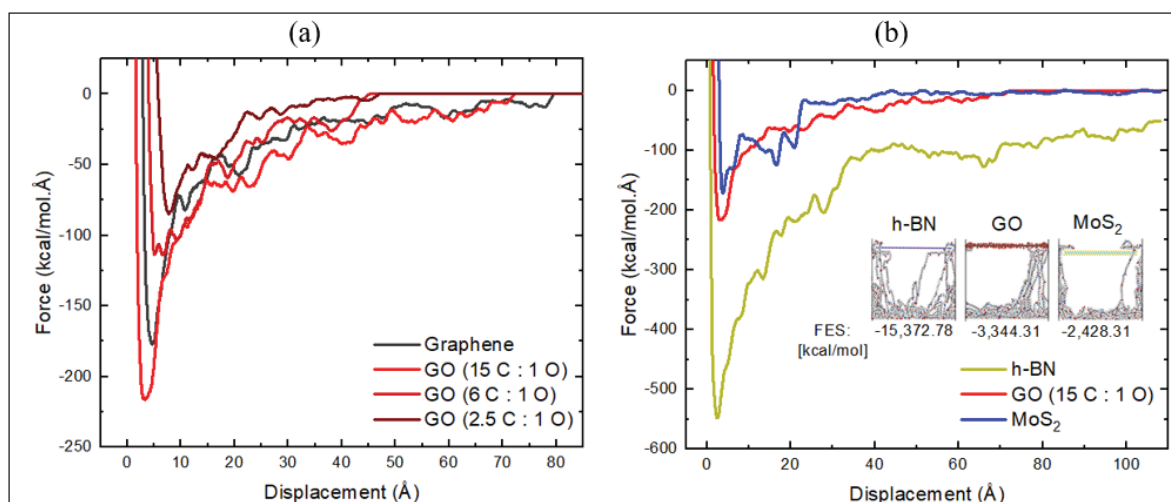 (a)
0
-50
-100
-150
-200
-250
Force (kcal/mol.Å)
0 10 20 30 40 50 60 70 80
Displacement (Å)
Graphene
GO (15 C : 1 O)
GO (6 C : 1 O)
GO (2.5 C : 1 O)
(b)
0
-100
-200
-300
-400
-500
-600
Force (kcal/mol.Å)
0 20 40 60 80 100
Displacement (Å)
h-BN GO MoS₂
FES: -15,372.78 -3,344.31 -2,428.31
[kcal/mol]
h-BN
GO (15 C : 1 O)
MoS₂